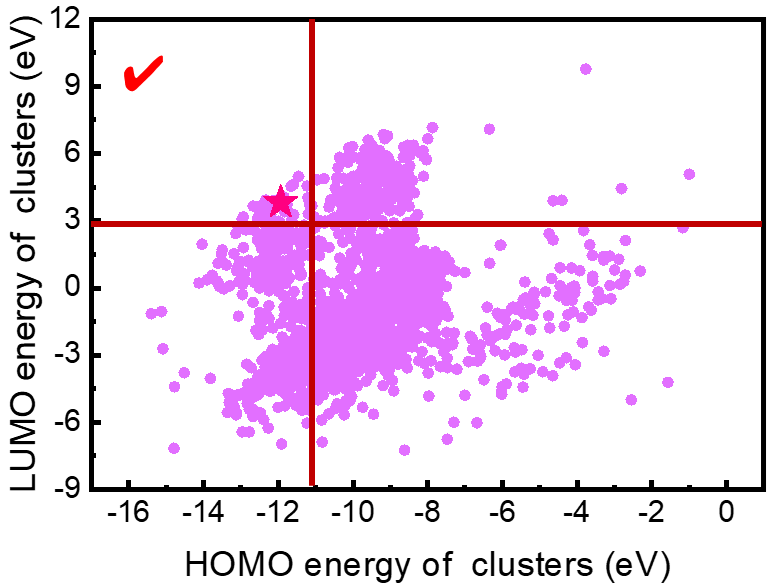 LUMO energy of  clusters (eV)
12
9
6
3
0
-3
-6
-9
-16 -14 -12 -10 -8 -6 -4 -2 0
HOMO energy of  clusters (eV)